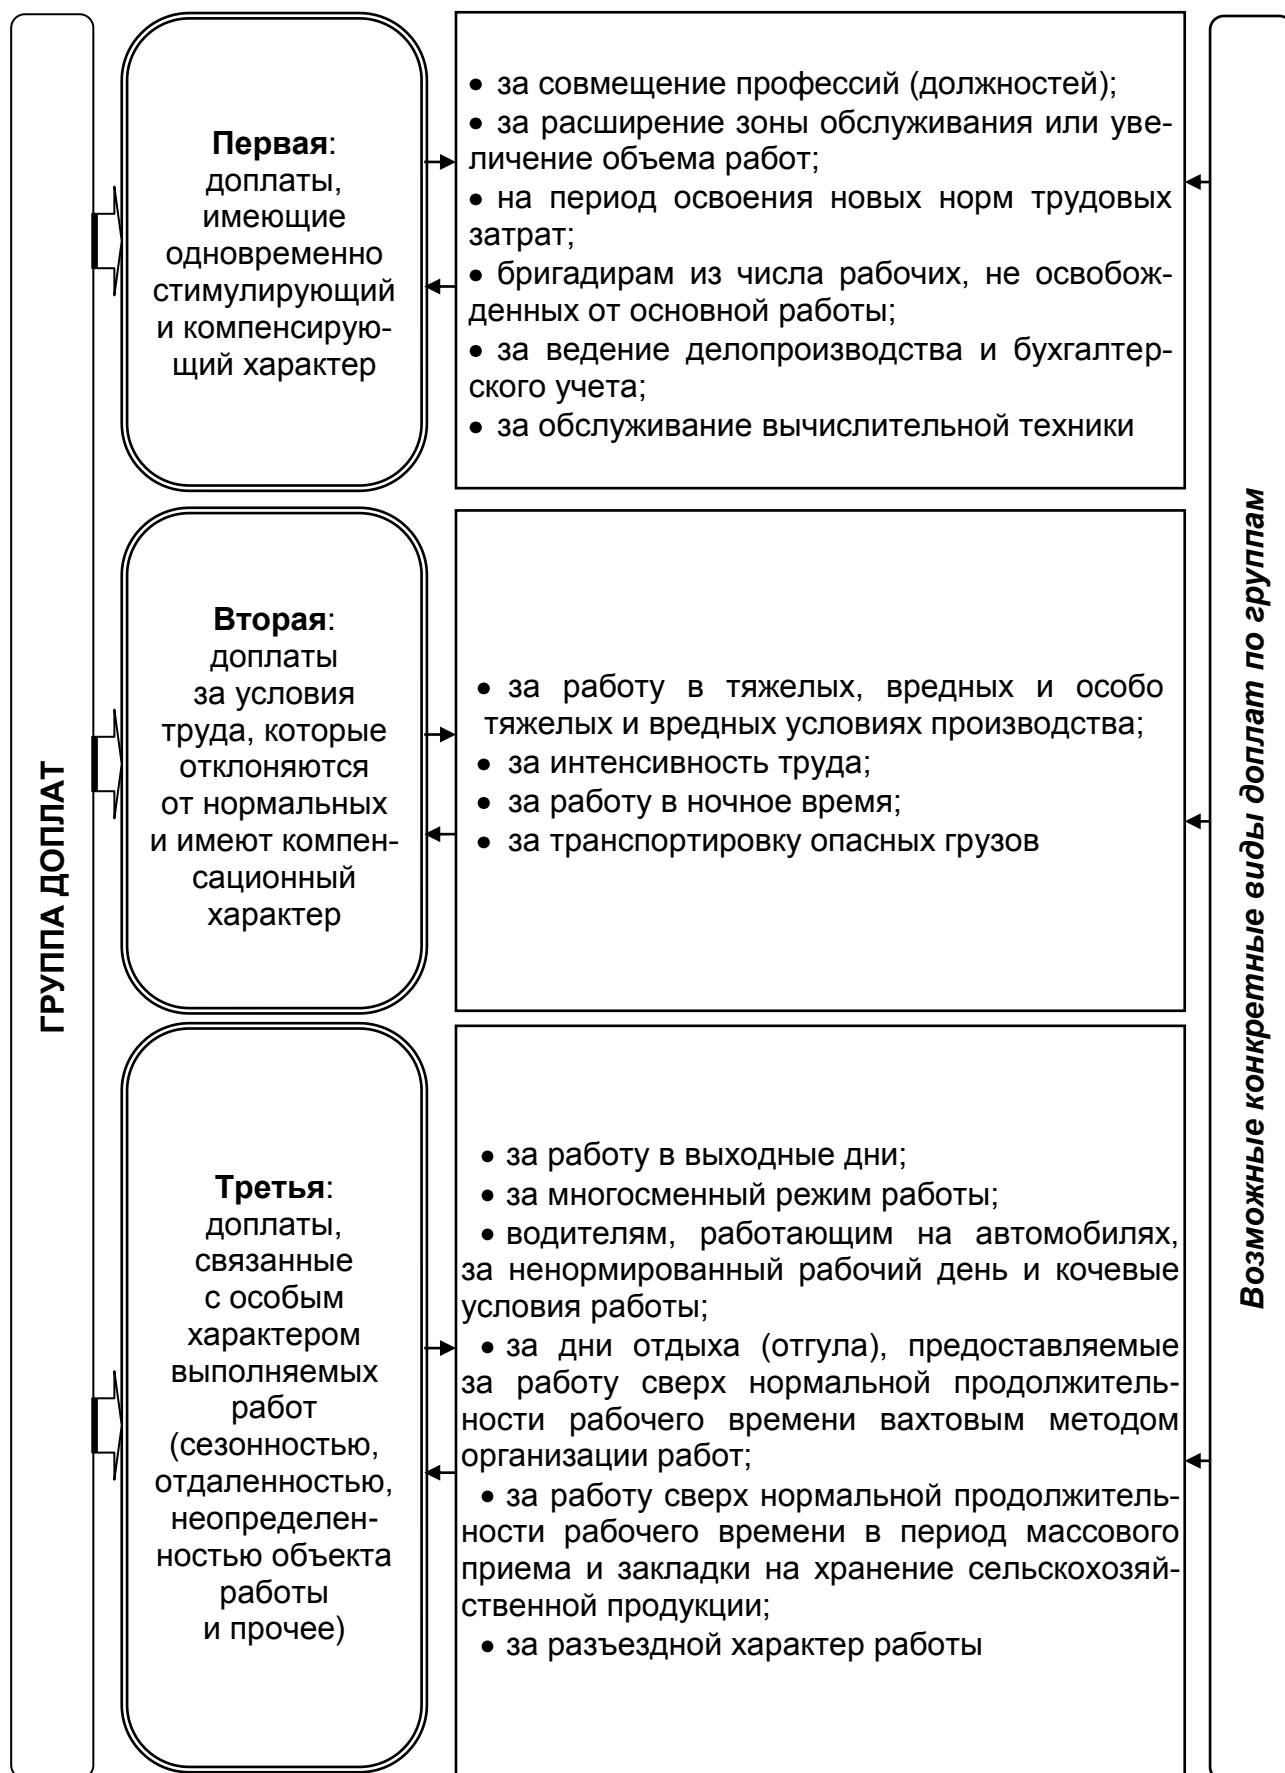 ГРУППА ДОПЛАТ
Первая:
доплаты,
имеющие
одновременно
стимулирующий
и компенсирую-
щий характер
• за совмещение профессий (должностей);
• за расширение зоны обслуживания или уве-
личение объема работ;
• на период освоения новых норм трудовых
затрат;
• бригадирам из числа рабочих, не освобож-
денных от основной работы;
• за ведение делопроизводства и бухгалтер-
ского учета;
• за обслуживание вычислительной техники
Вторая:
доплаты
за условия
труда, которые
отклоняются
от нормальных
и имеют компен-
сационный
характер
• за работу в тяжелых, вредных и особо
тяжелых и вредных условиях производства;
• за интенсивность труда;
• за работу в ночное время;
• за транспортировку опасных грузов
Третья:
доплаты,
связанные
с особым
характером
выполняемых
работ
(сезонностью,
отдаленностью,
неопределен-
ностью объекта
работы
и прочее)
• за работу в выходные дни;
• за многосменный режим работы;
• водителям, работающим на автомобилях,
за ненормированный рабочий день и кочевые
условия работы;
• за дни отдыха (отгула), предоставляемые
за работу сверх нормальной продолжитель-
ности рабочего времени вахтовым методом
организации работ;
• за работу сверх нормальной продолжитель-
ности рабочего времени в период массового
приема и закладки на хранение сельскохозяй-
ственной продукции;
• за разъездной характер работы
Возможные конкретные виды доплат по группам